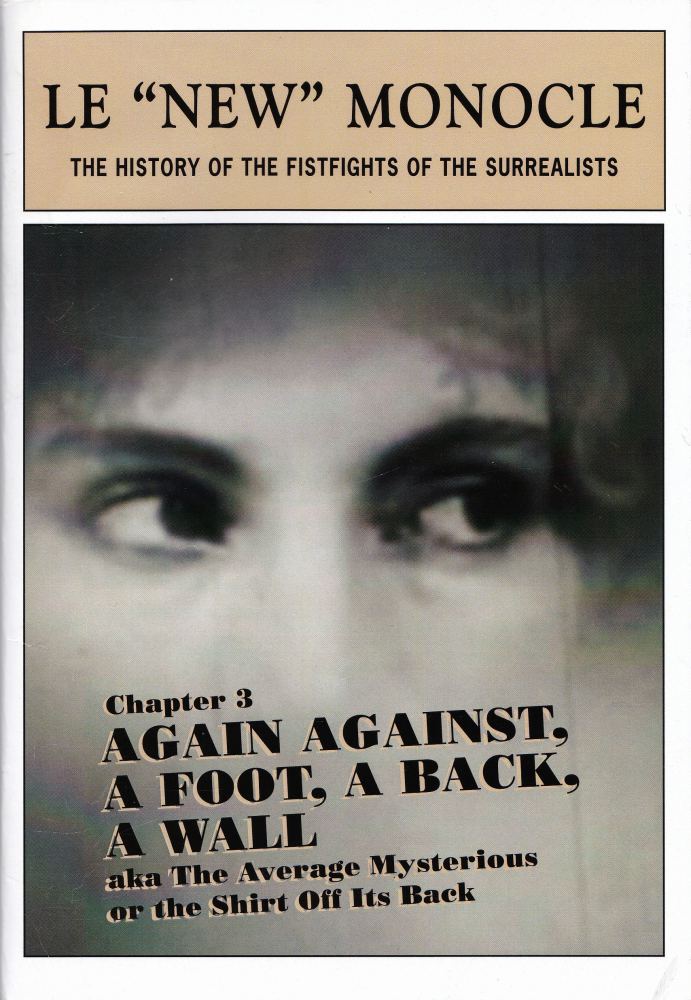 LE “NEW” MONOCLE
THE HISTORY OF THE FISTFIGHTS OF THE SURREALISTS
Chapter 3
AGAIN AGAINST,
A FOOT, A BACK,
A WALL
aka The Average Mysterious
or the Shirt Off Its Back